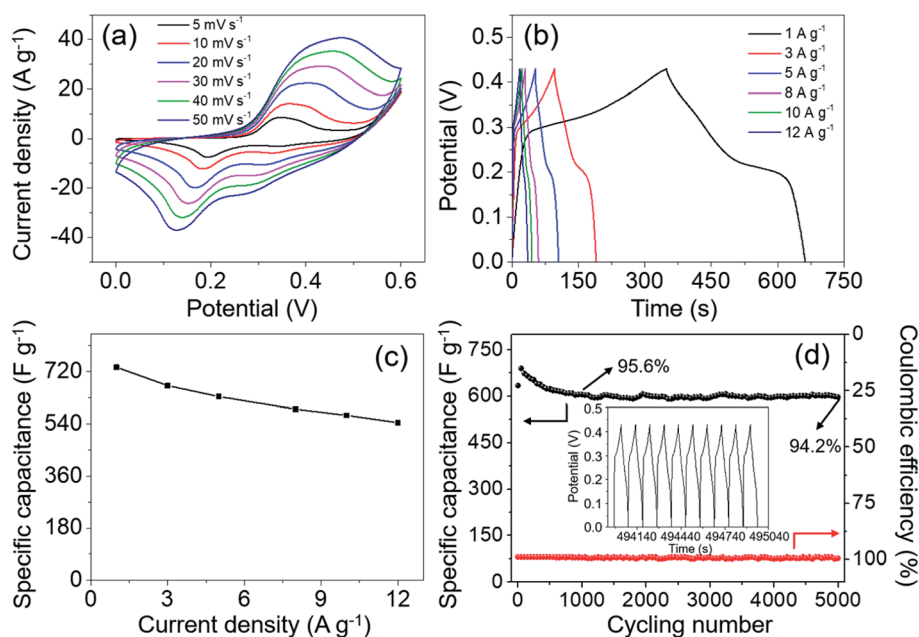 (a)
5 mV s⁻¹
10 mV s⁻¹
20 mV s⁻¹
30 mV s⁻¹
40 mV s⁻¹
50 mV s⁻¹
40
20
0
-20
-40
Current density (A g⁻¹)
0.0 0.2 0.4 0.6
Potential (V)
(b)
1 A g⁻¹
3 A g⁻¹
5 A g⁻¹
8 A g⁻¹
10 A g⁻¹
12 A g⁻¹
0.5
0.4
0.3
0.2
0.1
0.0
Potential (V)
0 150 300 450 600 750
Time (s)
(c)
720
540
360
180
0
Specific capacitance (F g⁻¹)
0 3 6 9 12
Current density (A g⁻¹)
(d)
750
600
450
300
150
0
Specific capacitance (F g⁻¹)
95.6%
94.2%
0.5
0.4
0.3
0.2
0.1
0.0
Potential (V)
494140 494440 494740 495040
Time (s)
0
25
50
75
100
Coulombic efficiency (%)
0 1000 2000 3000 4000 5000
Cycling number